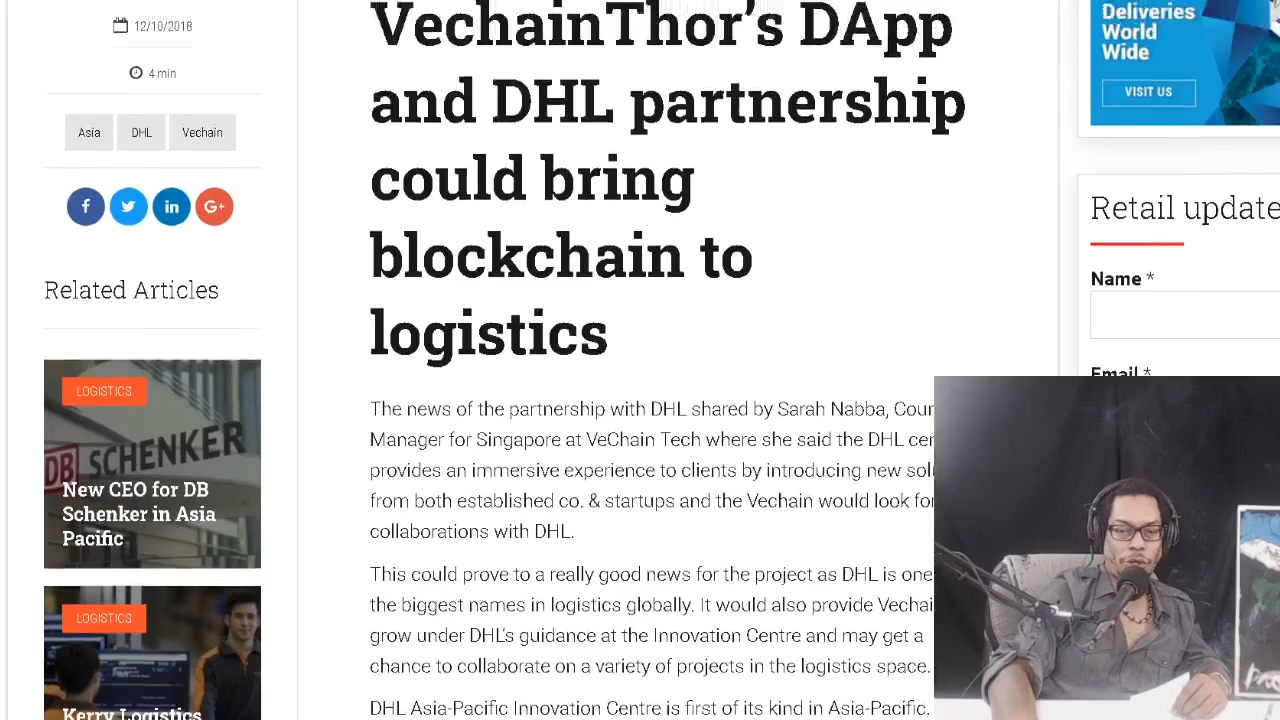 12/10/2018
4 min
Asia
DHL
Vechain
Related Articles
LOGISTICS
DB SCHENKER
New CEO for DB
Schenker in Asia
Pacific
LOGISTICS
Kerry Logistics
VechainThor's DApp
and DHL partnership
could bring
blockchain to
logistics
The news of the partnership with DHL shared by Sarah Nabba,
Manager for Singapore at VeChain Tech where she said the DHL
provides an immersive experience to clients by introducing new
from both established co. & startups and the Vechain would look
collaborations with DHL.
This could prove to a really good news for the project as DHL is one
the biggest names in logistics globally. It would also provide
grow under DHL's guidance at the Innovation Centre and may get a
chance to collaborate on a variety of projects in the logistics space.
DHL Asia-Pacific Innovation Centre is first of its kind in Asia-Pacific.
Deliveries
World
Wide
VISIT US
Retail update
Name *
Email *